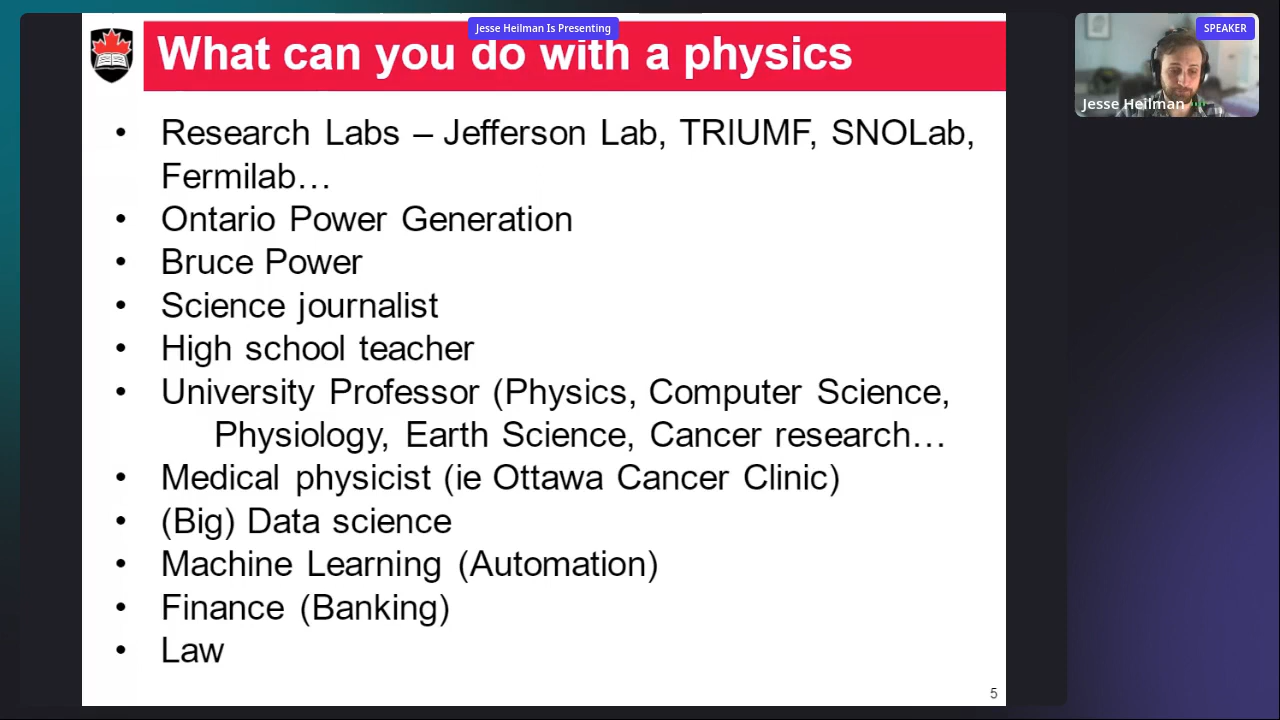 Jesse Heilman Is Presenting
SPEAKER
What can you do with a physics
Jesse Heilman
• Research Labs – Jefferson Lab, TRIUMF, SNOLab,
Fermilab…
• Ontario Power Generation
• Bruce Power
• Science journalist
• High school teacher
• University Professor (Physics, Computer Science,
Physiology, Earth Science, Cancer research…
• Medical physicist (ie Ottawa Cancer Clinic)
• (Big) Data science
• Machine Learning (Automation)
• Finance (Banking)
• Law
5